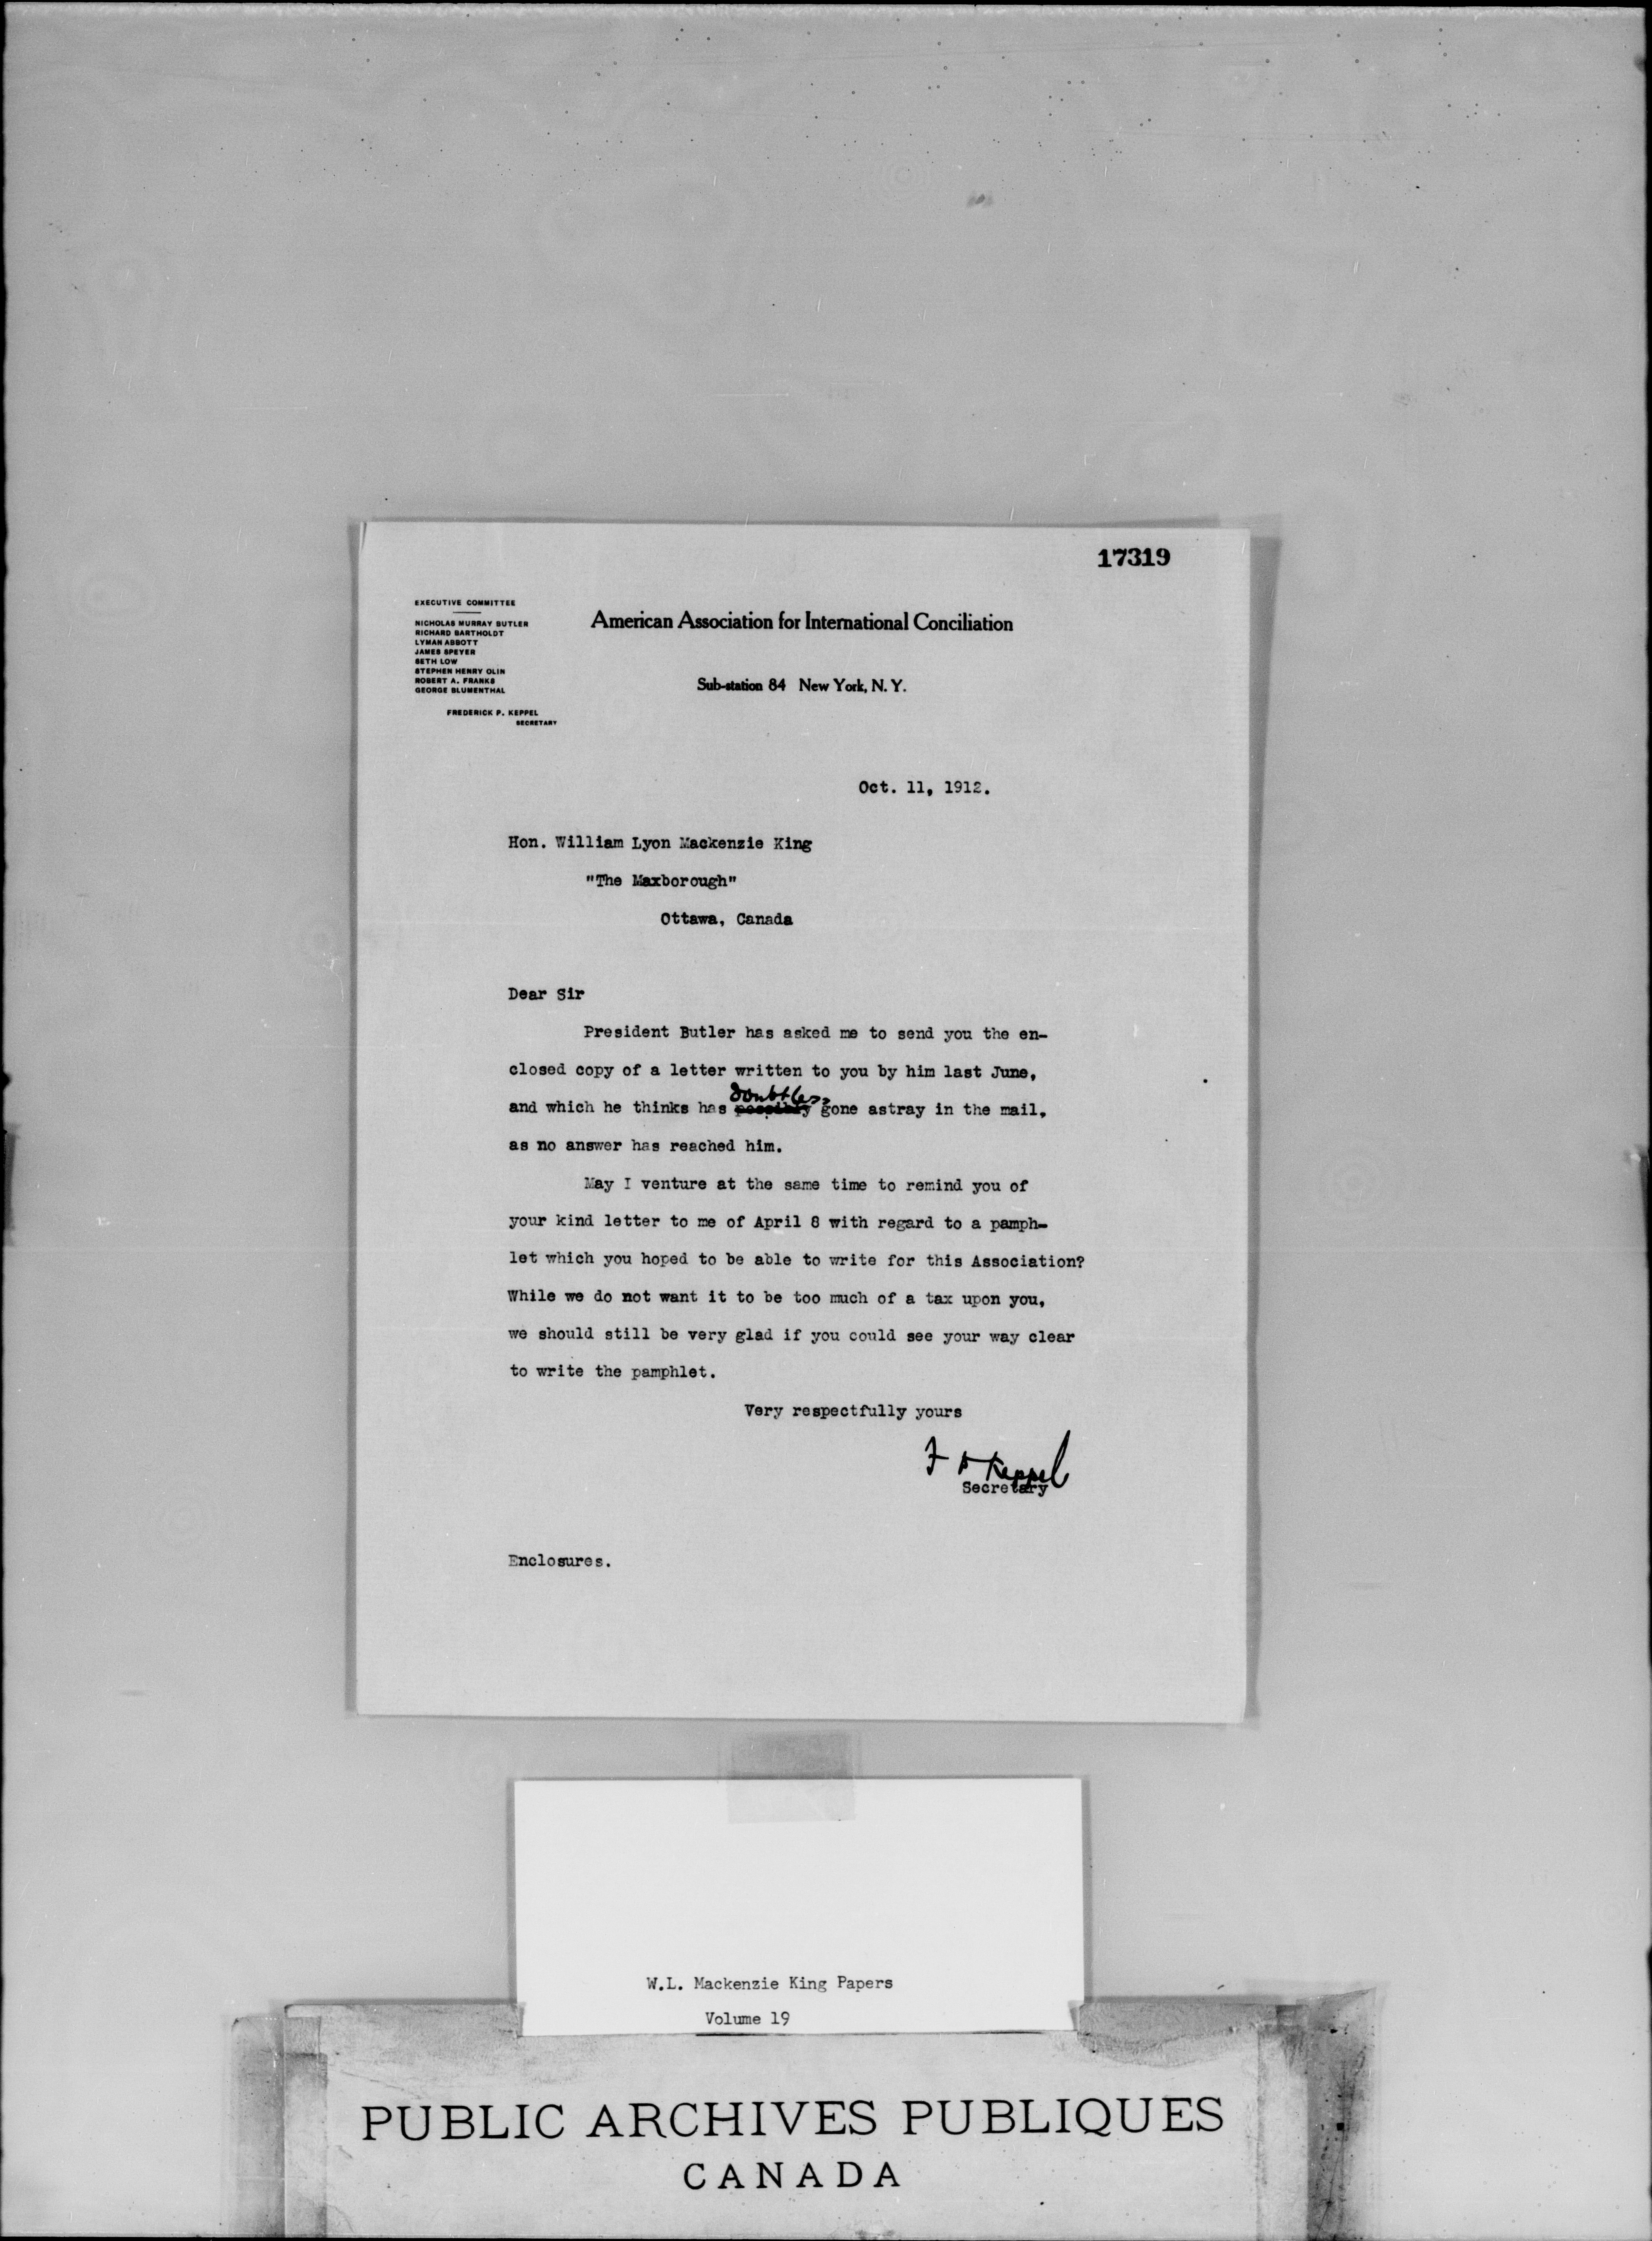 17319
EXECUTIVE COMMITTEE
NICHOLAS MURRAY BUTLER
RICHARD BARTHOLDT
LYMAN ABBOTT
JAMES SPEYER
SETH LOW
STEPHEN HENRY OLIN
ROBERT A. FRANKS
GEORGE BLUMENTHAL
FREDERICK P. KEPPEL
SECRETARY
American Association for International Conciliation
Sub-station 84 New York, N. Y.
Oct. 11, 1912.
Hon. William Lyon Mackenzie King
"The Maxborough"
Ottawa, Canada
Dear Sir
President Butler has asked me to send you the en-
closed copy of a letter written to you by him last June,
doubtless
and which he thinks has possibly gone astray in the mail,
as no answer has reached him.
May I venture at the same time to remind you of
your kind letter to me of April 8 with regard to a pamph-
let which you hoped to be able to write for this Association?
While we do not want it to be too much of a tax upon you,
we should still be very glad if you could see your way clear
to write the pamphlet.
Very respectfully yours
F P Keppel
Secretary
Enclosures.
W.L. Mackenzie King Papers
Volume 19
PUBLIC ARCHIVES PUBLIQUES
CANADA